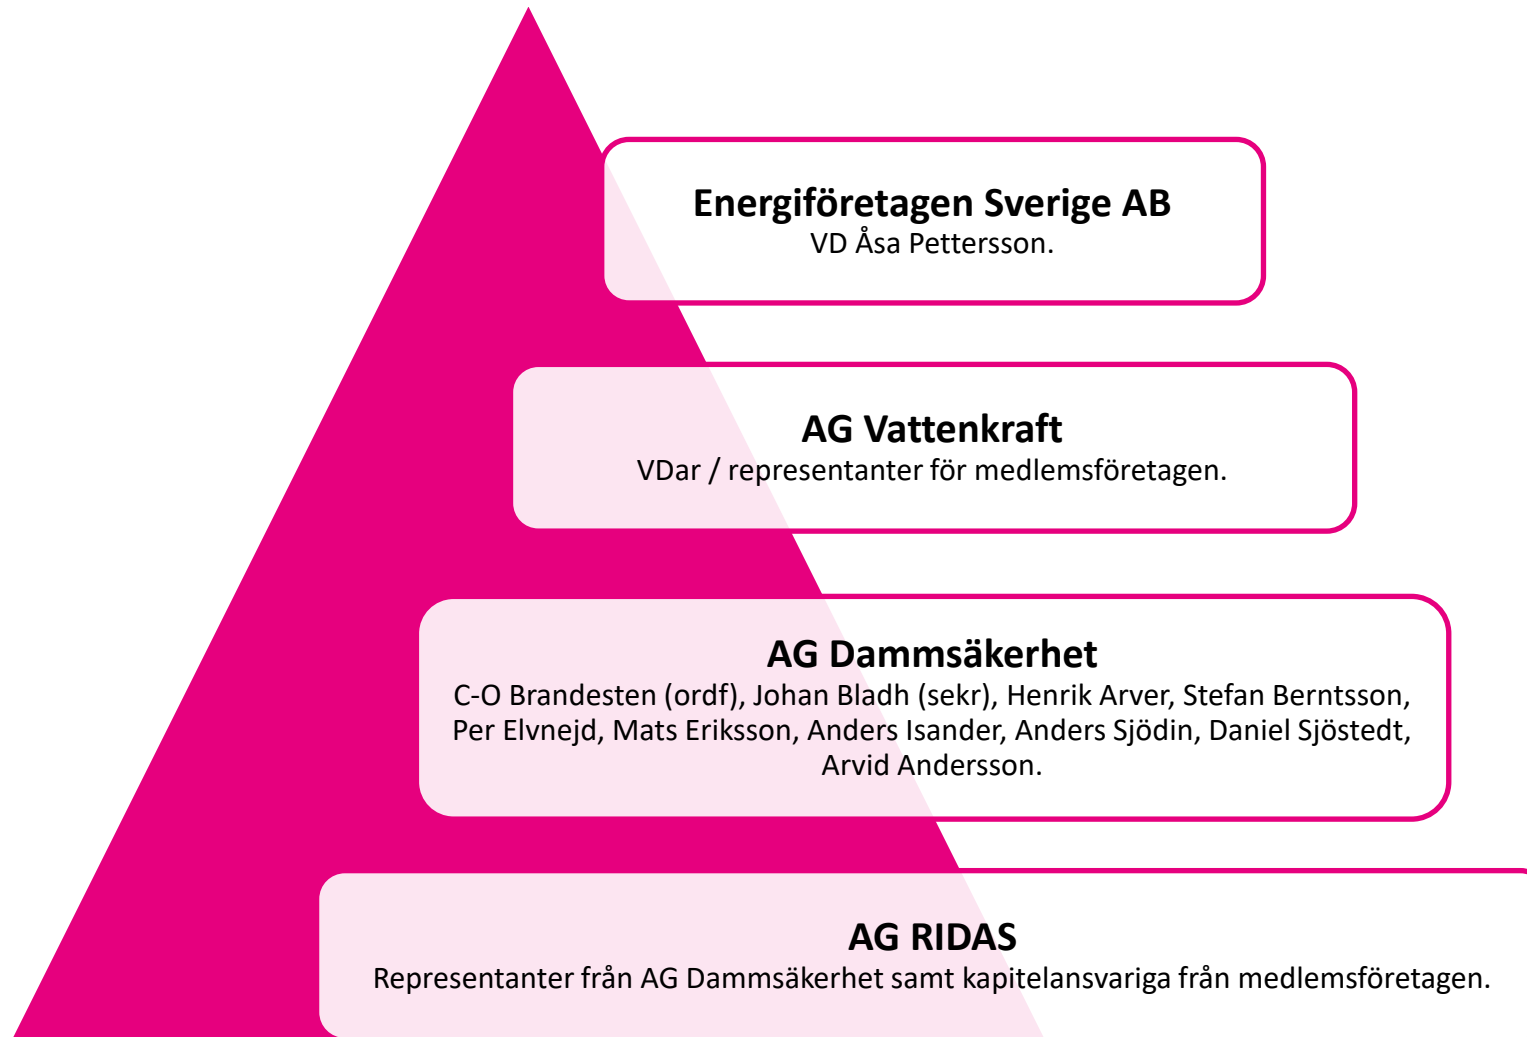 Energiföretagen Sverige AB
VD Åsa Pettersson.
AG Vattenkraft
VDar / representanter för medlemsföretagen.
AG Dammsäkerhet
C-O Brandesten (ordf), Johan Bladh (sekr), Henrik Arver, Stefan Berntsson,
Per Elvnejd, Mats Eriksson, Anders Isander, Anders Sjödin, Daniel Sjöstedt,
Arvid Andersson.
AG RIDAS
Representanter från AG Dammsäkerhet samt kapitelansvariga från medlemsföretagen.